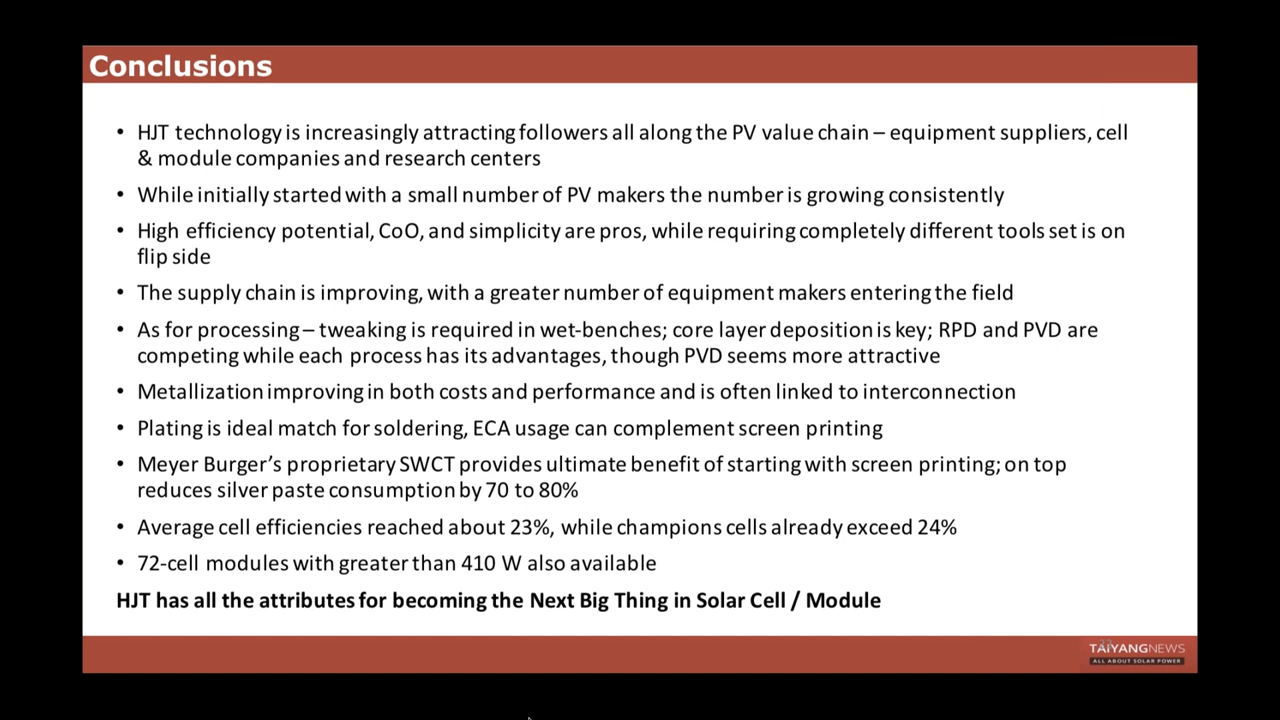 Conclusions
• HJT technology is increasingly attracting followers all along the PV value chain – equipment suppliers, cell
& module companies and research centers
• While initially started with a small number of PV makers the number is growing consistently
• High efficiency potential, CoO, and simplicity are pros, while requiring completely different tools set is on
flip side
• The supply chain is improving, with a greater number of equipment makers entering the field
• As for processing – tweaking is required in wet-benches; core layer deposition is key; RPD and PVD are
competing while each process has its advantages, though PVD seems more attractive
• Metallization improving in both costs and performance and is often linked to interconnection
• Plating is ideal match for soldering, ECA usage can complement screen printing
• Meyer Burger’s proprietary SWCT provides ultimate benefit of starting with screen printing; on top
reduces silver paste consumption by 70 to 80%
• Average cell efficiencies reached about 23%, while champions cells already exceed 24%
• 72-cell modules with greater than 410 W also available
HJT has all the attributes for becoming the Next Big Thing in Solar Cell / Module
TAIYANGNEWS
ALL ABOUT SOLAR POWER